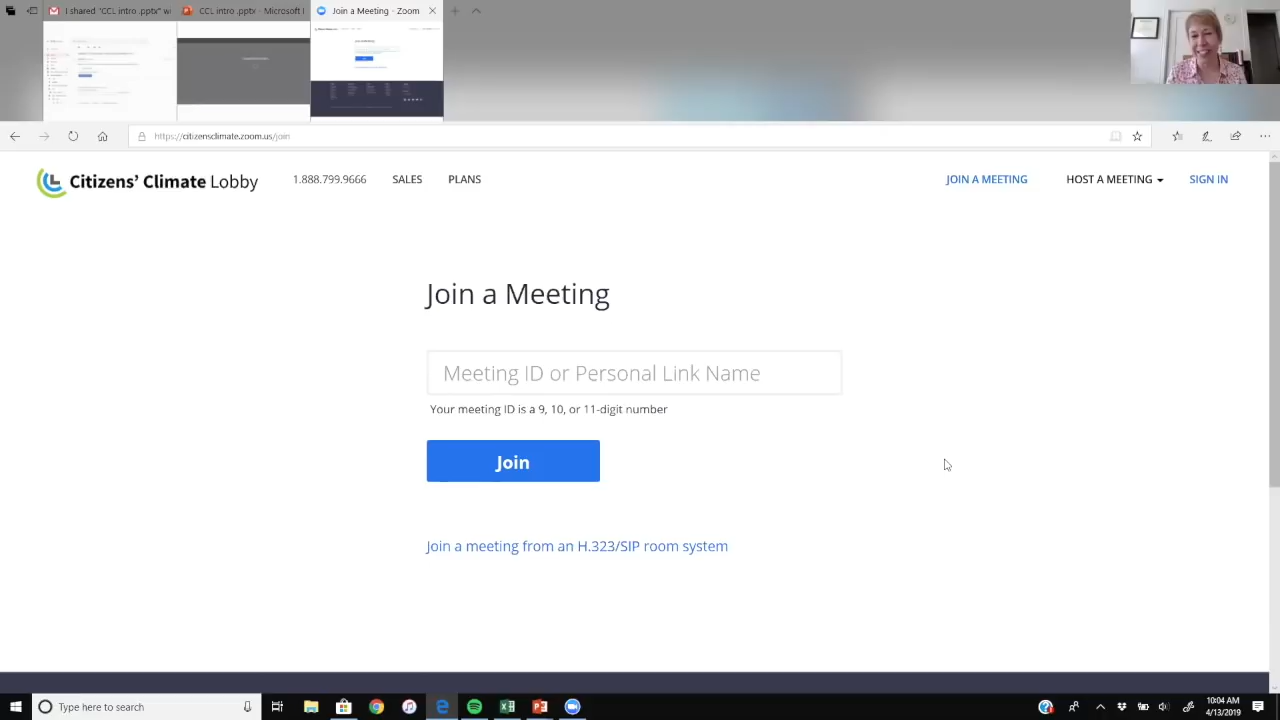 I shared 'CCL intro.pptx" w
CCL intro.pptx - Microsoft
Join a Meeting - Zoom
https://citizensclimate.zoom.us/join
Citizens' Climate Lobby
1.888.799.9666
SALES
PLANS
JOIN A MEETING
HOST A MEETING
SIGN IN
Join a Meeting
Meeting ID or Personal Link Name
Your meeting ID is a 9, 10, or 11-digit number
Join
Join a meeting from an H.323/SIP room system
Type here to search
10:04 AM
4/13/2019